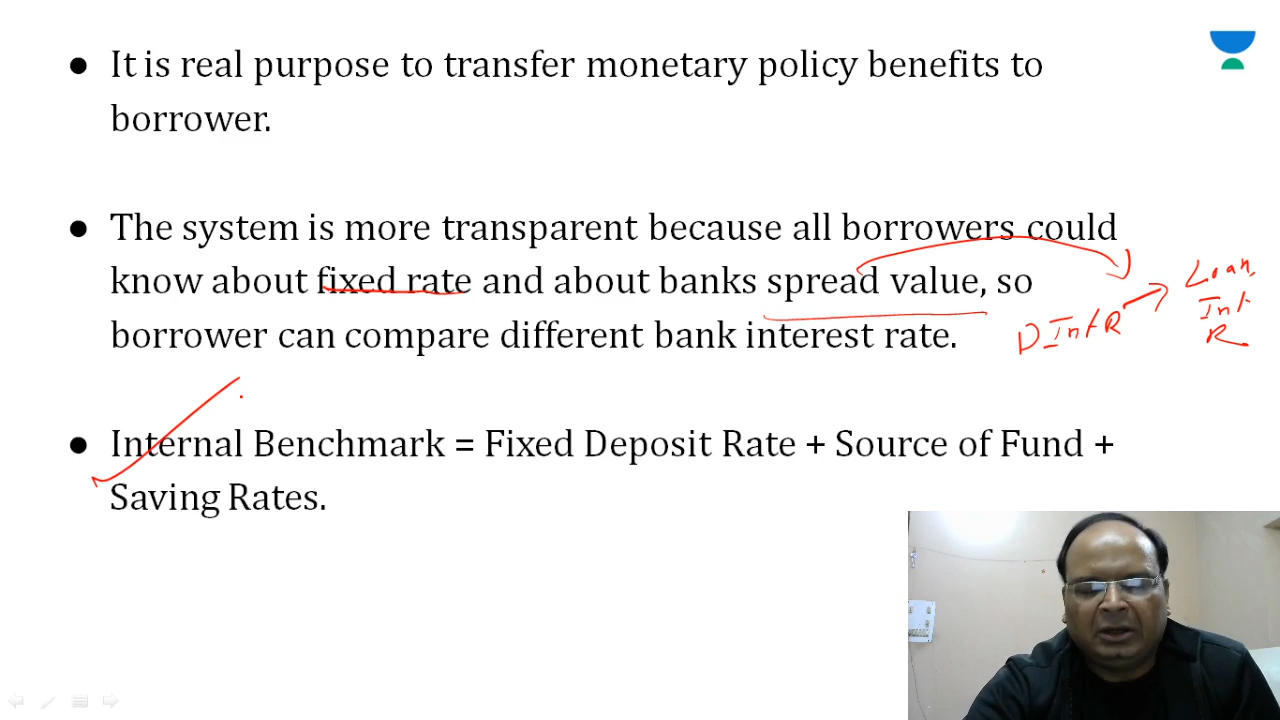 ● It is real purpose to transfer monetary policy benefits to
borrower.
● The system is more transparent because all borrowers could
know about fixed rate and about banks spread value, so
borrower can compare different bank interest rate.
D Int R
Loan
Int
R
● Internal Benchmark = Fixed Deposit Rate + Source of Fund +
Saving Rates.